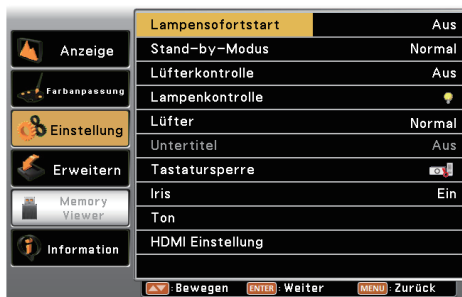 Anzeige
Farbanpassung
Einstellung
Erweitern
Memory
Viewer
Information
Lampensofortstart Aus
Stand-by-Modus Normal
Lüfterkontrolle Aus
Lampenkontrolle
Lüfter Normal
Untertitel Aus
Tastatursperre
Iris Ein
Ton
HDMI Einstellung
:Bewegen ENTER :Weiter MENU :Zurück